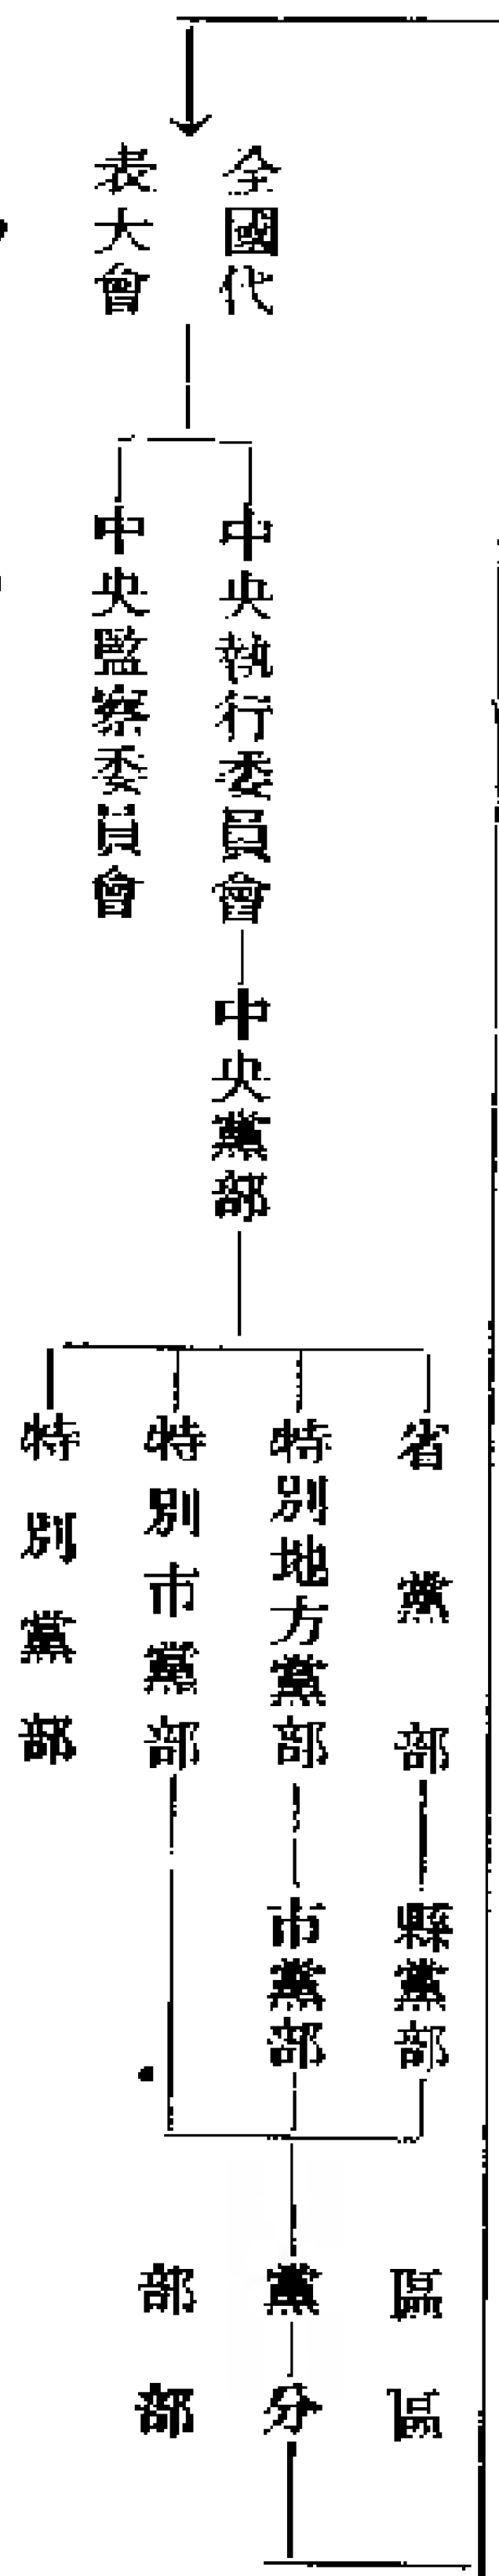 全國代
表大會
中央執行委員會
中央監察委員會
中央黨部
省黨部
特別地方黨部
特別市黨部
特別黨部
縣黨部
市黨部
區黨部
區分部